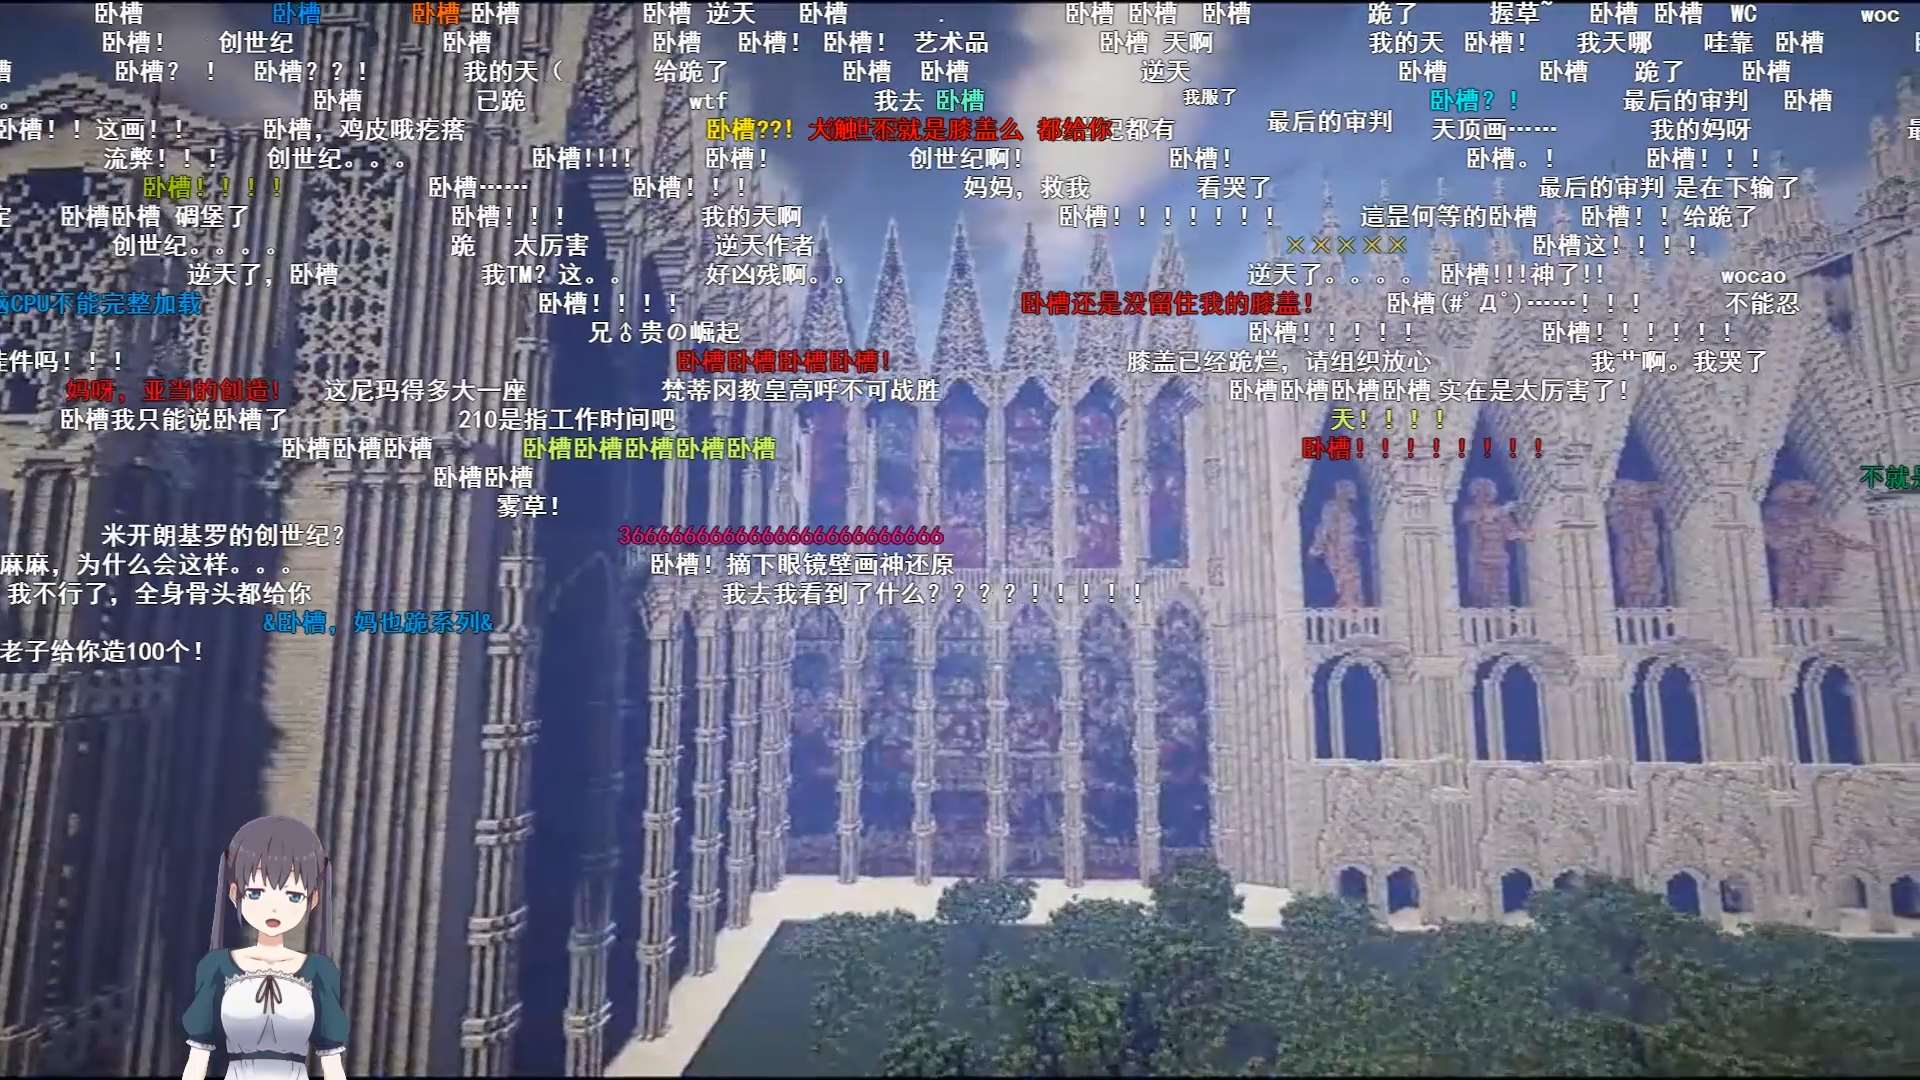 卧槽 卧槽 卧槽 卧槽 卧槽 逆天 卧槽 . 卧槽 卧槽 卧槽 跪了 握草~ 卧槽 卧槽 WC woc
卧槽! 创世纪 卧槽 卧槽 卧槽! 卧槽! 艺术品 卧槽 天啊 我的天 卧槽! 我天哪 哇靠 卧槽
卧槽? ! 卧槽??! 我的天( 给跪了 卧槽 卧槽 逆天 卧槽 卧槽 跪了 卧槽
。 卧槽 已跪 wtf 我去 卧槽 我服了 卧槽?! 最后的审判 卧槽
卧槽!!这画!! 卧槽,鸡皮哦疙瘩 卧槽??! 不就是膝盖么 都给你 都有 最后的审判 天顶画…… 我的妈呀
流弊!!! 创世纪。。。 卧槽!!!! 卧槽! 创世纪啊! 卧槽! 卧槽。! 卧槽!!!
卧槽!!!! 卧槽…… 卧槽!!! 妈妈,救我 看哭了 最后的审判 是在下输了
卧槽卧槽 碉堡了 卧槽!!! 我的天啊 卧槽!!!!!!! 這是何等的卧槽 卧槽!!给跪了
创世纪。。。。 跪 太厉害 逆天作者 ××××× 卧槽这!!!!
逆天了,卧槽 我TM?这。。 好凶残啊。。 逆天了。。。。 卧槽!!!神了!! wocao
CPU不能完整加载 卧槽!!!! 卧槽还是没留住我的膝盖! 卧槽(#ﾟДﾟ)……!!! 不能忍
兄♂贵の崛起 卧槽!!!!! 卧槽!!!!!!
件吗!!! 卧槽卧槽卧槽卧槽! 膝盖已经跪烂,请组织放心 我艹啊。我哭了
妈呀,亚当的创造! 这尼玛得多大一座 梵蒂冈教皇高呼不可战胜 卧槽卧槽卧槽卧槽 实在是太厉害了!
卧槽我只能说卧槽了 210是指工作时间吧 天!!!!
卧槽卧槽卧槽 卧槽卧槽卧槽卧槽卧槽 卧槽!!!!!!!!
卧槽卧槽 不就是
雾草!
米开朗基罗的创世纪? 36666666666666666666666666
麻麻,为什么会这样。。。 卧槽!摘下眼镜壁画神还原
我不行了,全身骨头都给你 我去我看到了什么????!!!!!
&卧槽,妈也跪系列&
老子给你造100个!